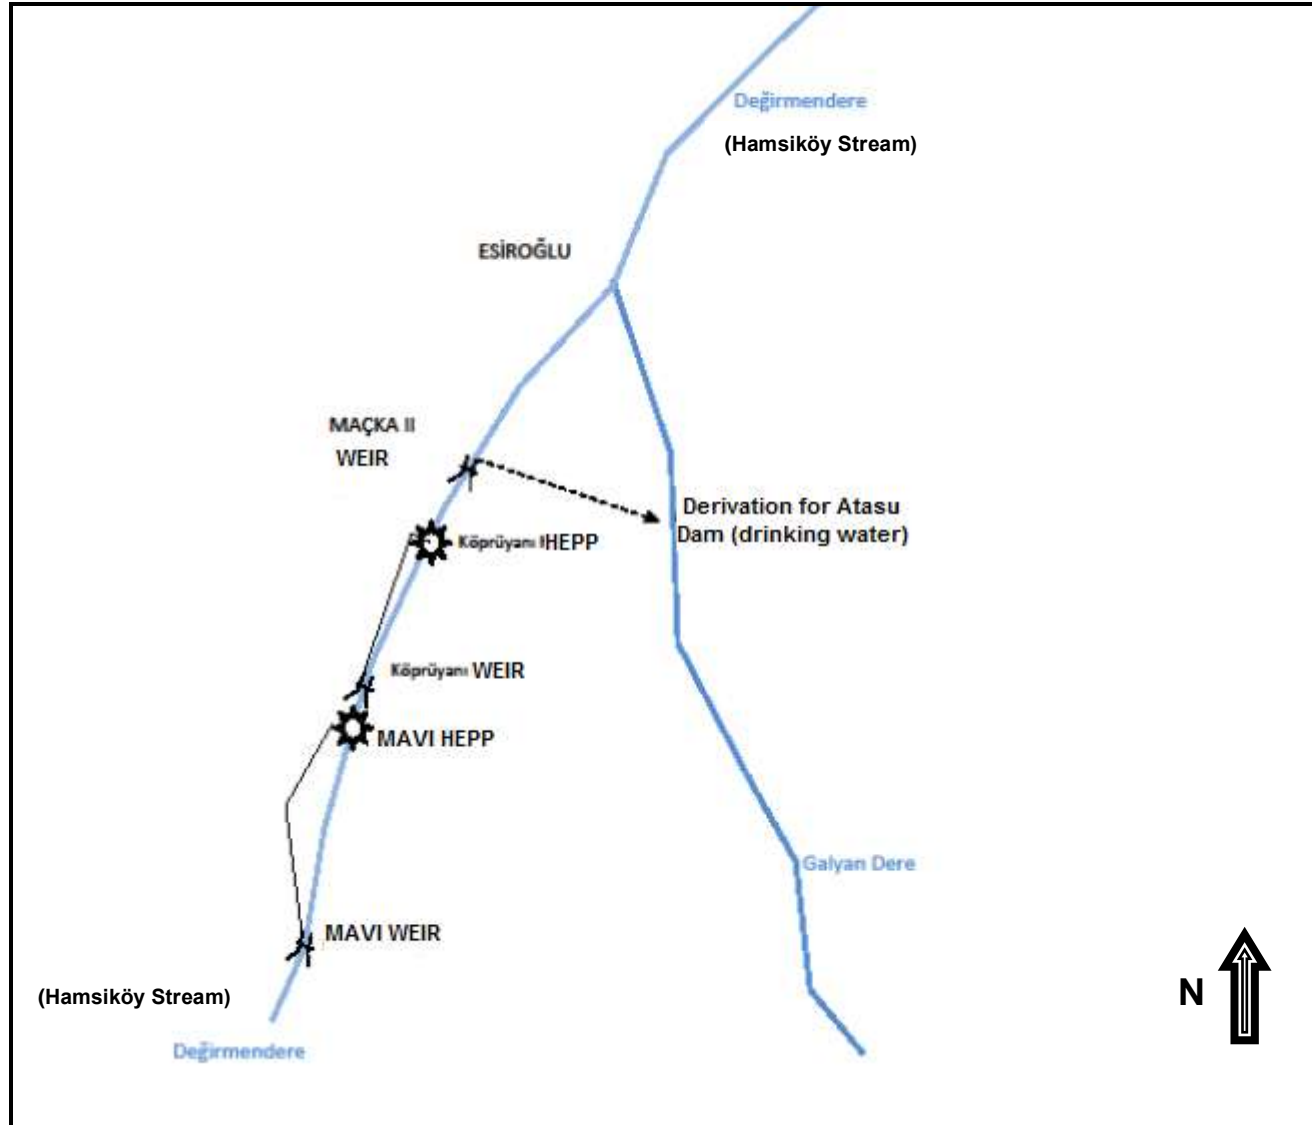 Değirmendere
(Hamsiköy Stream)
ESİROĞLU
MAÇKA II
WEIR
Derivation for Atasu
Dam (drinking water)
Köprüyanı HEPP
Köprüyanı WEIR
MAVI HEPP
Galyan Dere
MAVI WEIR
(Hamsiköy Stream)
N
Değirmendere